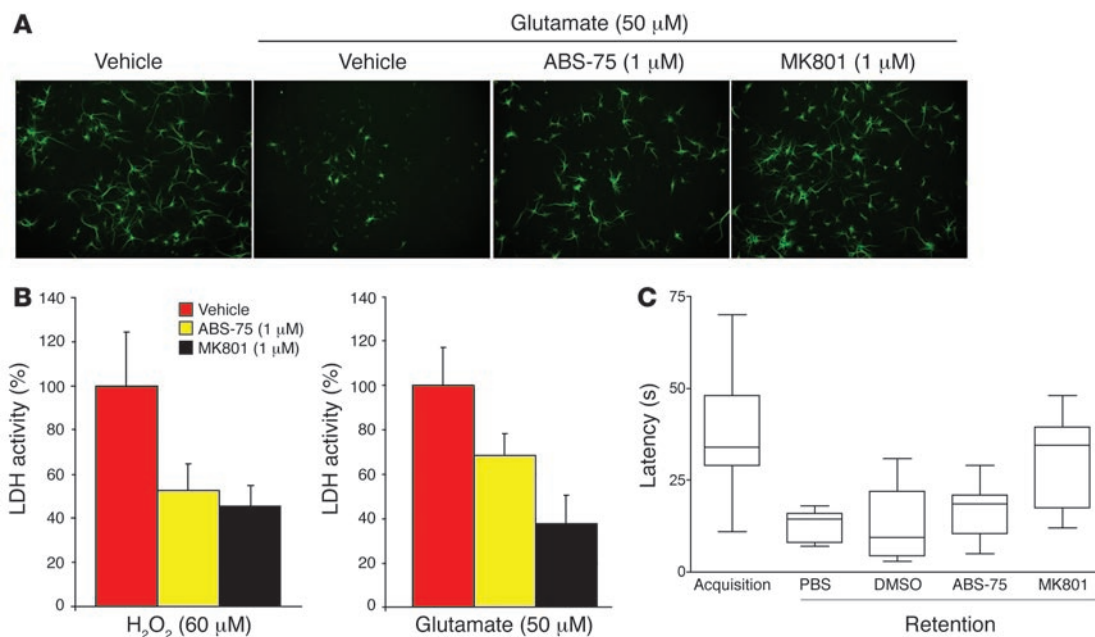 A
Glutamate (50 μM)
Vehicle
Vehicle
ABS-75 (1 μM)
MK801 (1 μM)
B
140
120
100
80
60
40
20
0
LDH activity (%)
H₂O₂ (60 μM)
Vehicle
ABS-75 (1 μM)
MK801 (1 μM)
140
120
100
80
60
40
20
0
LDH activity (%)
Glutamate (50 μM)
C
75
50
25
0
Latency (s)
Acquisition
PBS
DMSO
ABS-75
MK801
Retention